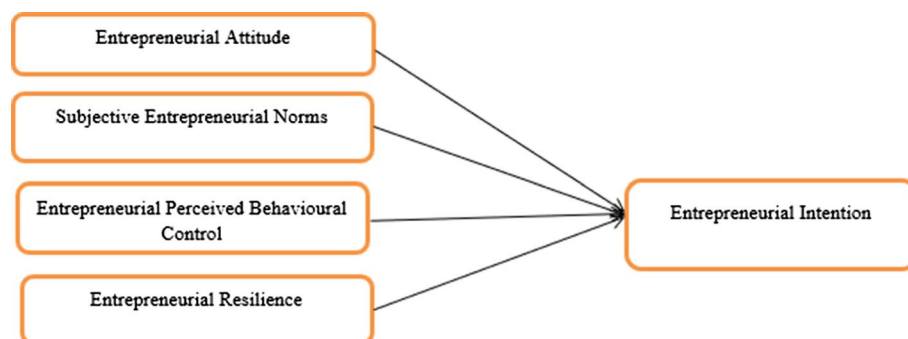 Entrepreneurial Attitude
Subjective Entrepreneurial Norms
Entrepreneurial Perceived Behavioural
Control
Entrepreneurial Intention
Entrepreneurial Resilience